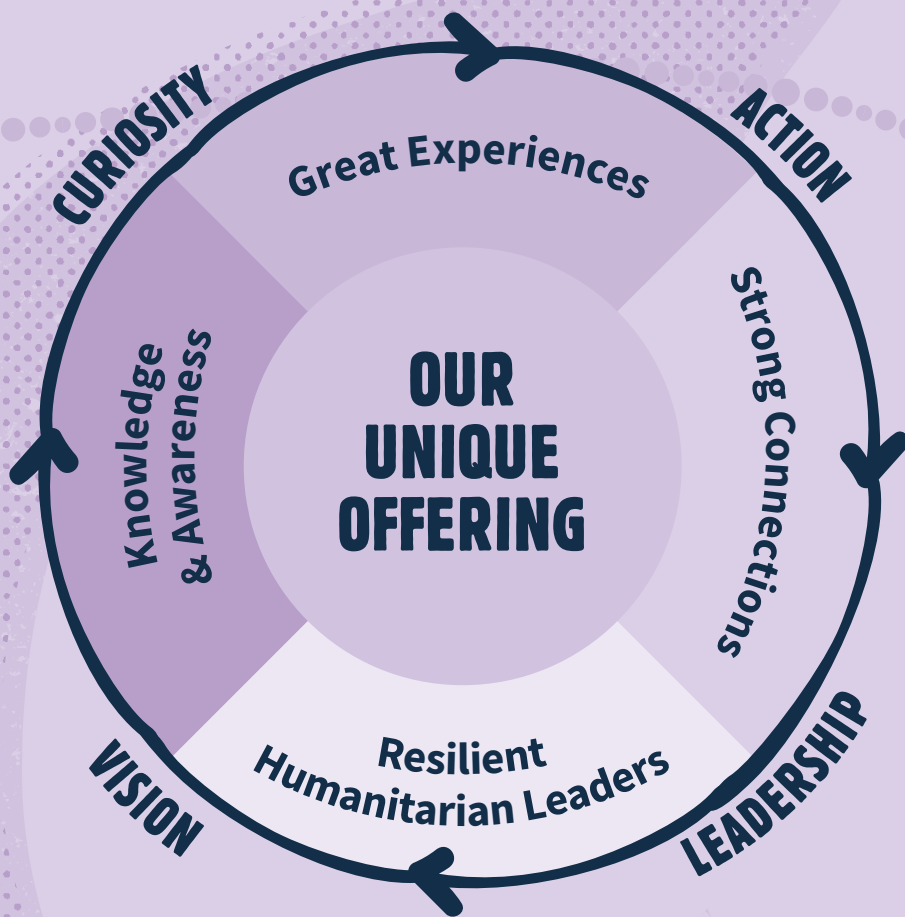 CURIOSITY
ACTION
Great Experiences
Strong Connections
OUR
UNIQUE
OFFERING
Knowledge
& Awareness
Resilient
Humanitarian Leaders
VISION
LEADERSHIP